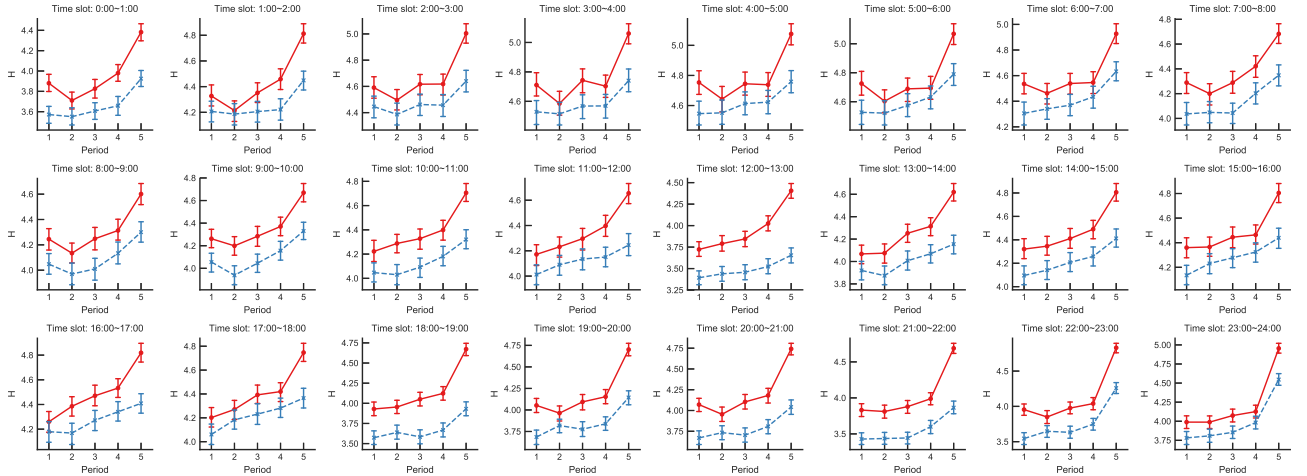 Time slot: 0:00~1:00
H
4.4
4.2
4.0
3.8
3.6
1 2 3 4 5
Period
Time slot: 1:00~2:00
H
4.8
4.6
4.4
4.2
1 2 3 4 5
Period
Time slot: 2:00~3:00
H
5.0
4.8
4.6
4.4
1 2 3 4 5
Period
Time slot: 3:00~4:00
H
5.0
4.8
4.6
1 2 3 4 5
Period
Time slot: 4:00~5:00
H
5.0
4.8
4.6
1 2 3 4 5
Period
Time slot: 5:00~6:00
H
5.0
4.8
4.6
1 2 3 4 5
Period
Time slot: 6:00~7:00
H
5.0
4.8
4.6
4.4
4.2
1 2 3 4 5
Period
Time slot: 7:00~8:00
H
4.8
4.6
4.4
4.2
4.0
1 2 3 4 5
Period
Time slot: 8:00~9:00
H
4.6
4.4
4.2
4.0
1 2 3 4 5
Period
Time slot: 9:00~10:00
H
4.8
4.6
4.4
4.2
4.0
1 2 3 4 5
Period
Time slot: 10:00~11:00
H
4.8
4.6
4.4
4.2
4.0
1 2 3 4 5
Period
Time slot: 11:00~12:00
H
4.6
4.4
4.2
4.0
1 2 3 4 5
Period
Time slot: 12:00~13:00
H
4.50
4.25
4.00
3.75
3.50
3.25
1 2 3 4 5
Period
Time slot: 13:00~14:00
H
4.8
4.6
4.4
4.2
4.0
3.8
1 2 3 4 5
Period
Time slot: 14:00~15:00
H
4.8
4.6
4.4
4.2
4.0
1 2 3 4 5
Period
Time slot: 15:00~16:00
H
4.8
4.6
4.4
4.2
1 2 3 4 5
Period
Time slot: 16:00~17:00
H
4.8
4.6
4.4
4.2
1 2 3 4 5
Period
Time slot: 17:00~18:00
H
4.8
4.6
4.4
4.2
4.0
1 2 3 4 5
Period
Time slot: 18:00~19:00
H
4.75
4.50
4.25
4.00
3.75
3.50
1 2 3 4 5
Period
Time slot: 19:00~20:00
H
4.75
4.50
4.25
4.00
3.75
1 2 3 4 5
Period
Time slot: 20:00~21:00
H
4.75
4.50
4.25
4.00
3.75
1 2 3 4 5
Period
Time slot: 21:00~22:00
H
4.5
4.0
3.5
1 2 3 4 5
Period
Time slot: 22:00~23:00
H
4.5
4.0
3.5
1 2 3 4 5
Period
Time slot: 23:00~24:00
H
5.00
4.75
4.50
4.25
4.00
3.75
1 2 3 4 5
Period